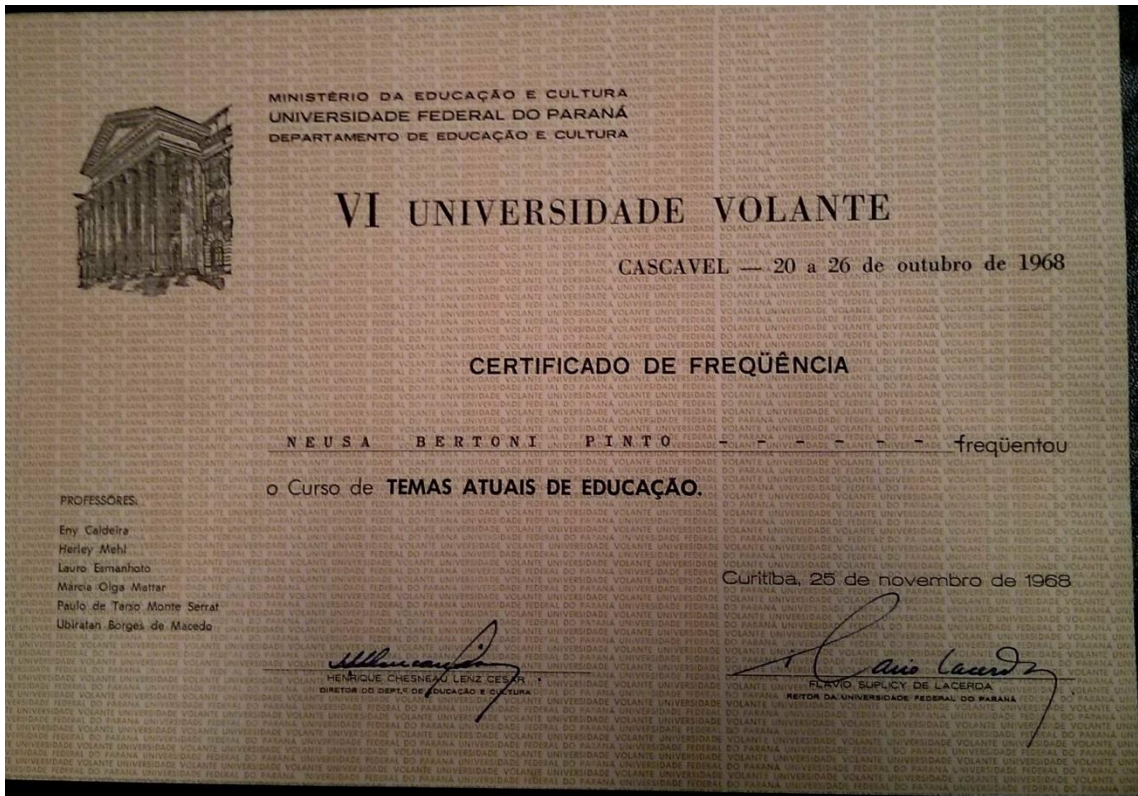 MINISTÉRIO DA EDUCAÇÃO E CULTURA
UNIVERSIDADE FEDERAL DO PARANÁ
DEPARTAMENTO DE EDUCAÇÃO E CULTURA
VI UNIVERSIDADE VOLANTE
CASCAVEL — 20 a 26 de outubro de 1968
CERTIFICADO DE FREQÜÊNCIA
NEUSA BERTONI PINTO - - - - - - freqüentou
o Curso de TEMAS ATUAIS DE EDUCAÇÃO.
PROFESSÔRES:
Eny Caldeira
Herley Mehl
Lauro Esmanhoto
Márcia Olga Mattar
Paulo de Tarso Monte Serrat
Ubiratan Borges de Macedo
Curitiba, 25 de novembro de 1968
HENRIQUE CHESNEAU LENZ CESAR
DIRETOR DO DEPT.º DE EDUCAÇÃO E CULTURA
FLAVIO SUPLICY DE LACERDA
REITOR DA UNIVERSIDADE FEDERAL DO PARANÁ